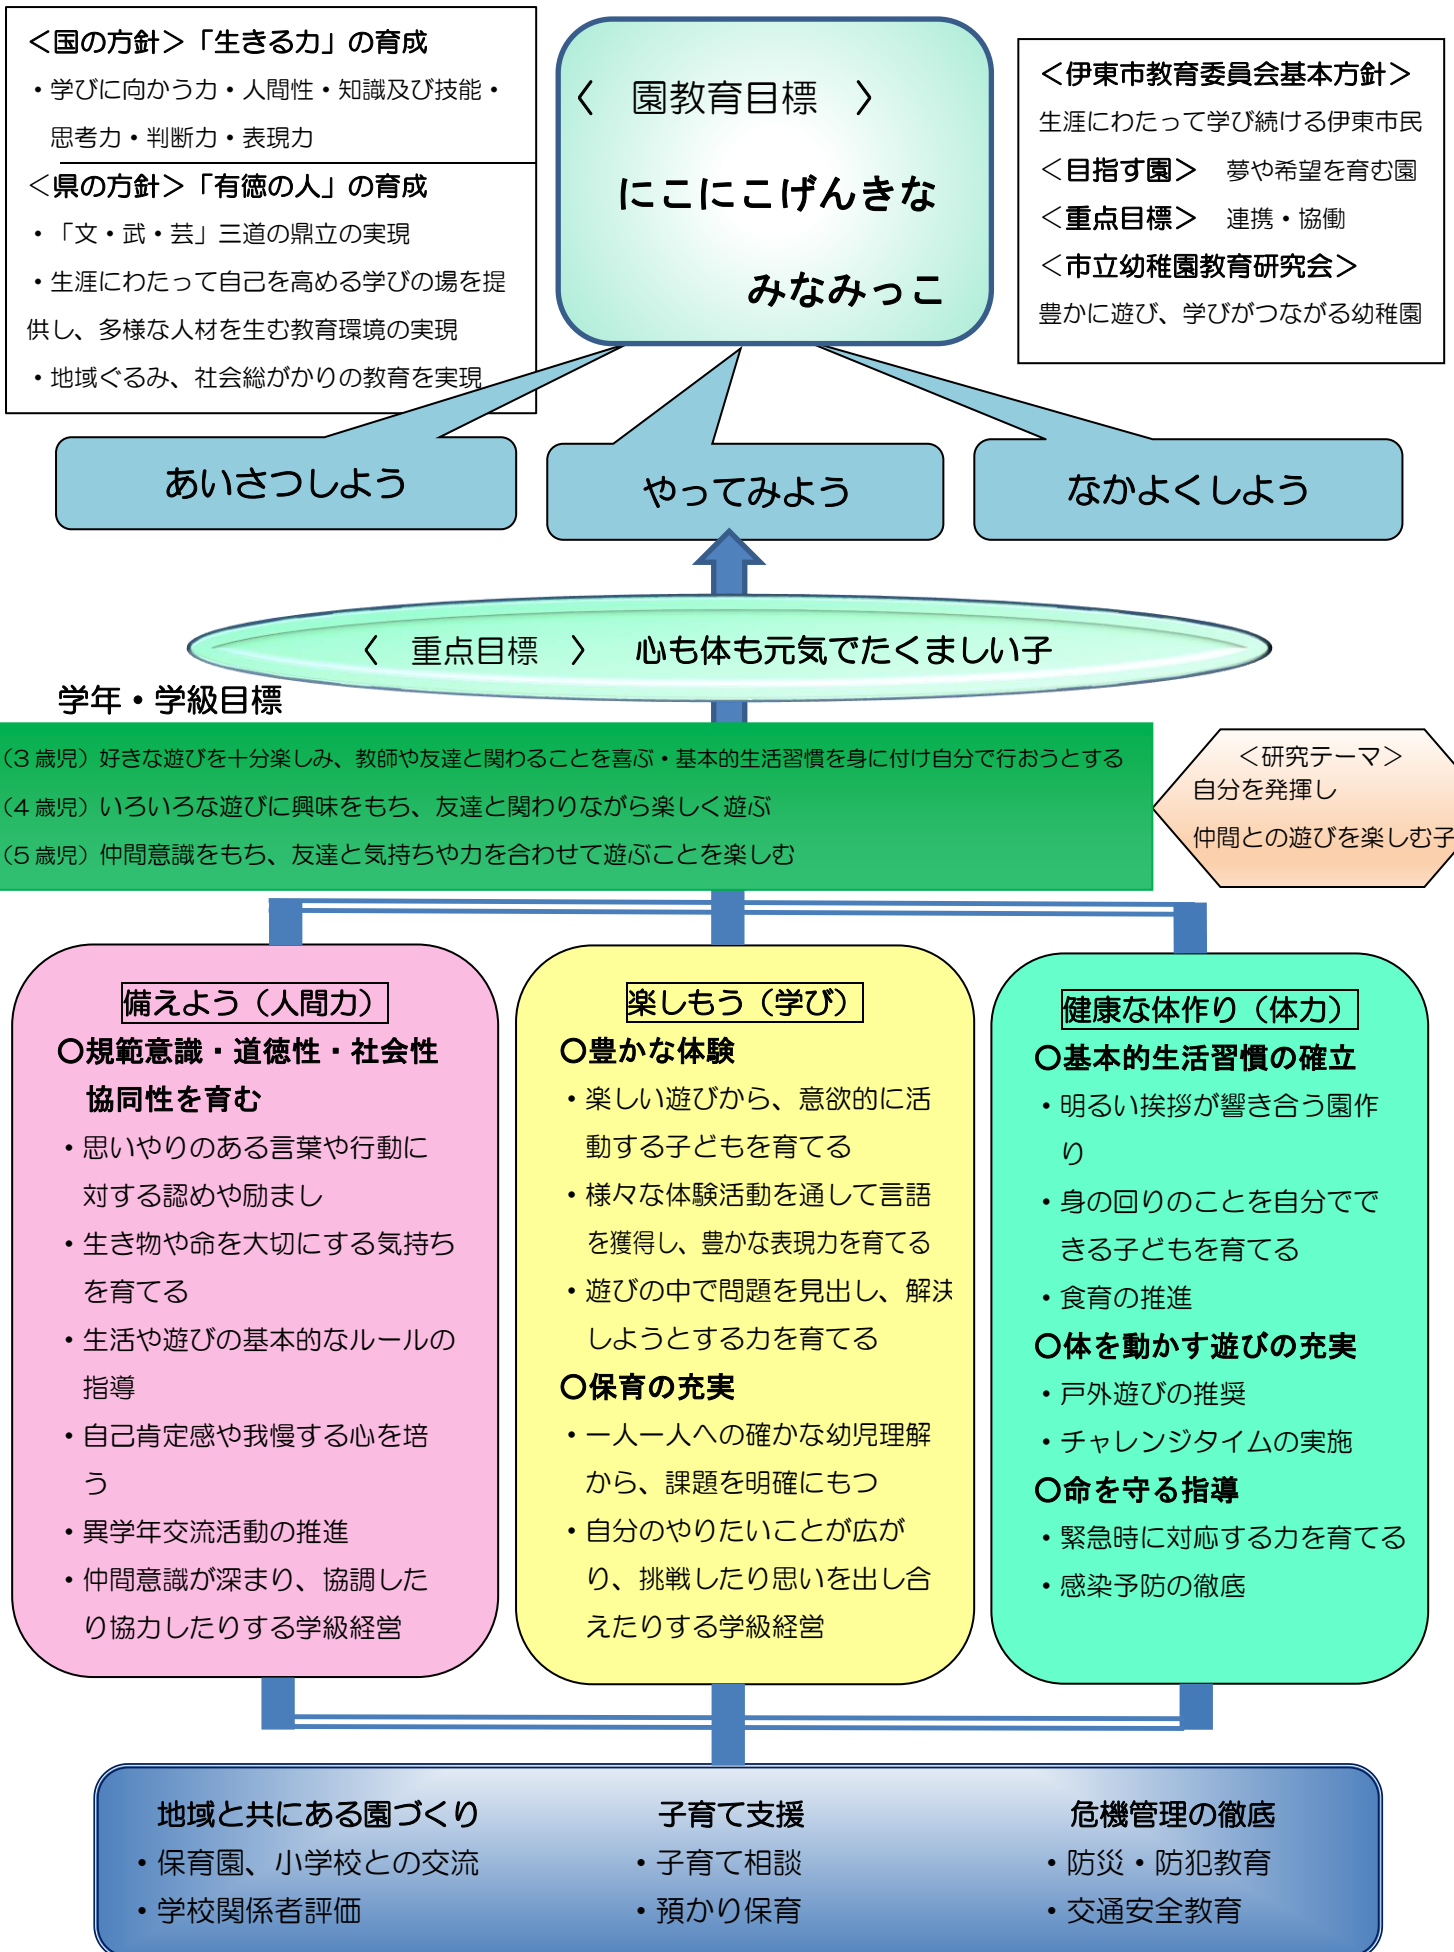 ＜国の方針＞「生きる力」の育成
・学びに向かう力・人間性・知識及び技能・
思考力・判断力・表現力
＜県の方針＞「有徳の人」の育成
・「文・武・芸」三道の鼎立の実現
・生涯にわたって自己を高める学びの場を提
供し、多様な人材を生む教育環境の実現
・地域ぐるみ、社会総がかりの教育を実現
〈　園教育目標　〉
にこにこげんきな
みなみっこ
＜伊東市教育委員会基本方針＞
生涯にわたって学び続ける伊東市民
＜目指す園＞　夢や希望を育む園
＜重点目標＞　連携・協働
＜市立幼稚園教育研究会＞
豊かに遊び、学びがつながる幼稚園
あいさつしよう
やってみよう
なかよくしよう
〈　重点目標　〉　心も体も元気でたくましい子
学年・学級目標
（3 歳児）好きな遊びを十分楽しみ、教師や友達と関わることを喜ぶ・基本的生活習慣を身に付け自分で行おうとする
（4 歳児）いろいろな遊びに興味をもち、友達と関わりながら楽しく遊ぶ
（5 歳児）仲間意識をもち、友達と気持ちや力を合わせて遊ぶことを楽しむ
＜研究テーマ＞
自分を発揮し
仲間との遊びを楽しむ子
備えよう（人間力）
〇規範意識・道徳性・社会性
協同性を育む
・思いやりのある言葉や行動に
対する認めや励まし
・生き物や命を大切にする気持ち
を育てる
・生活や遊びの基本的なルールの
指導
・自己肯定感や我慢する心を培
う
・異学年交流活動の推進
・仲間意識が深まり、協調した
り協力したりする学級経営
楽しもう（学び）
〇豊かな体験
・楽しい遊びから、意欲的に活
動する子どもを育てる
・様々な体験活動を通して言語
を獲得し、豊かな表現力を育てる
・遊びの中で問題を見出し、解決
しようとする力を育てる
〇保育の充実
・一人一人への確かな幼児理解
から、課題を明確にもつ
・自分のやりたいことが広が
り、挑戦したり思いを出し合
えたりする学級経営
健康な体作り（体力）
〇基本的生活習慣の確立
・明るい挨拶が響き合う園作
り
・身の回りのことを自分ででき
きる子どもを育てる
・食育の推進
〇体を動かす遊びの充実
・戸外遊びの推奨
・チャレンジタイムの実施
〇命を守る指導
・緊急時に対応する力を育てる
・感染予防の徹底
地域と共にある園づくり
・保育園、小学校との交流
・学校関係者評価
子育て支援
・子育て相談
・預かり保育
危機管理の徹底
・防災・防犯教育
・交通安全教育